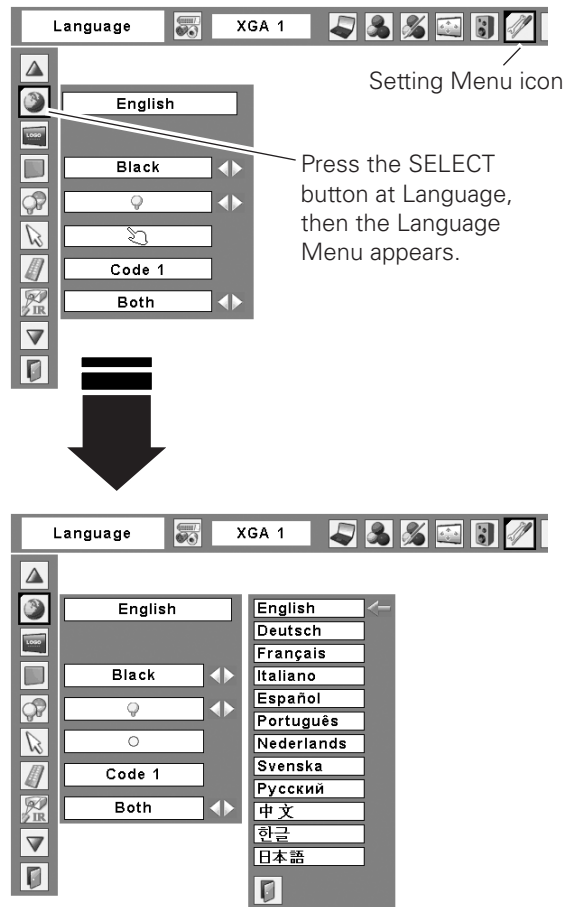 Language
XGA 1
Setting Menu icon
English
LOGO
Black
Code 1
IR
Both
Press the SELECT
button at Language,
then the Language
Menu appears.
Language
XGA 1
English
LOGO
Black
Code 1
IR
Both
English
Deutsch
Français
Italiano
Español
Português
Nederlands
Svenska
Русский
中文
한글
日本語